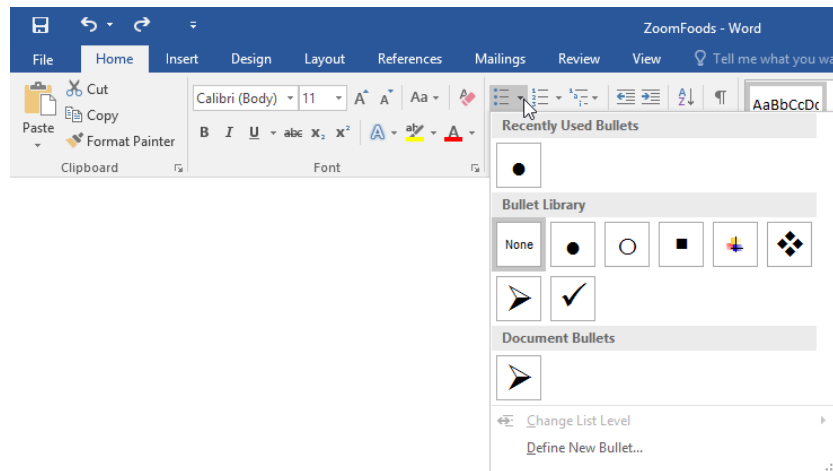 ZoomFoods - Word
File Home Insert Design Layout References Mailings Review View Tell me what you wa
Cut
Copy
Paste
Format Painter
Clipboard
Calibri (Body) 11 A A Aa
B I U abc X₂ X² A aby A
Font
AaBbCcDc
Recently Used Bullets
Bullet Library
None
Document Bullets
Change List Level
Define New Bullet...